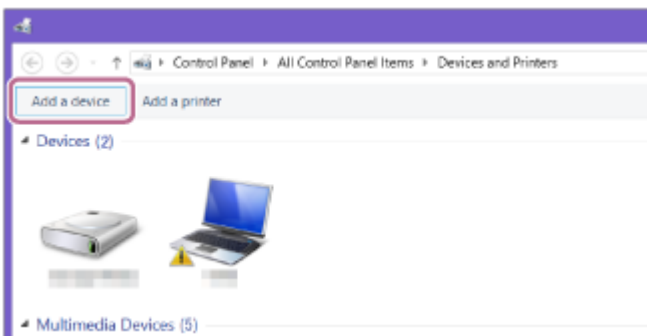 Control Panel All Control Panel Items Devices and Printers
Add a device Add a printer
Devices (2)
Multimedia Devices (5)